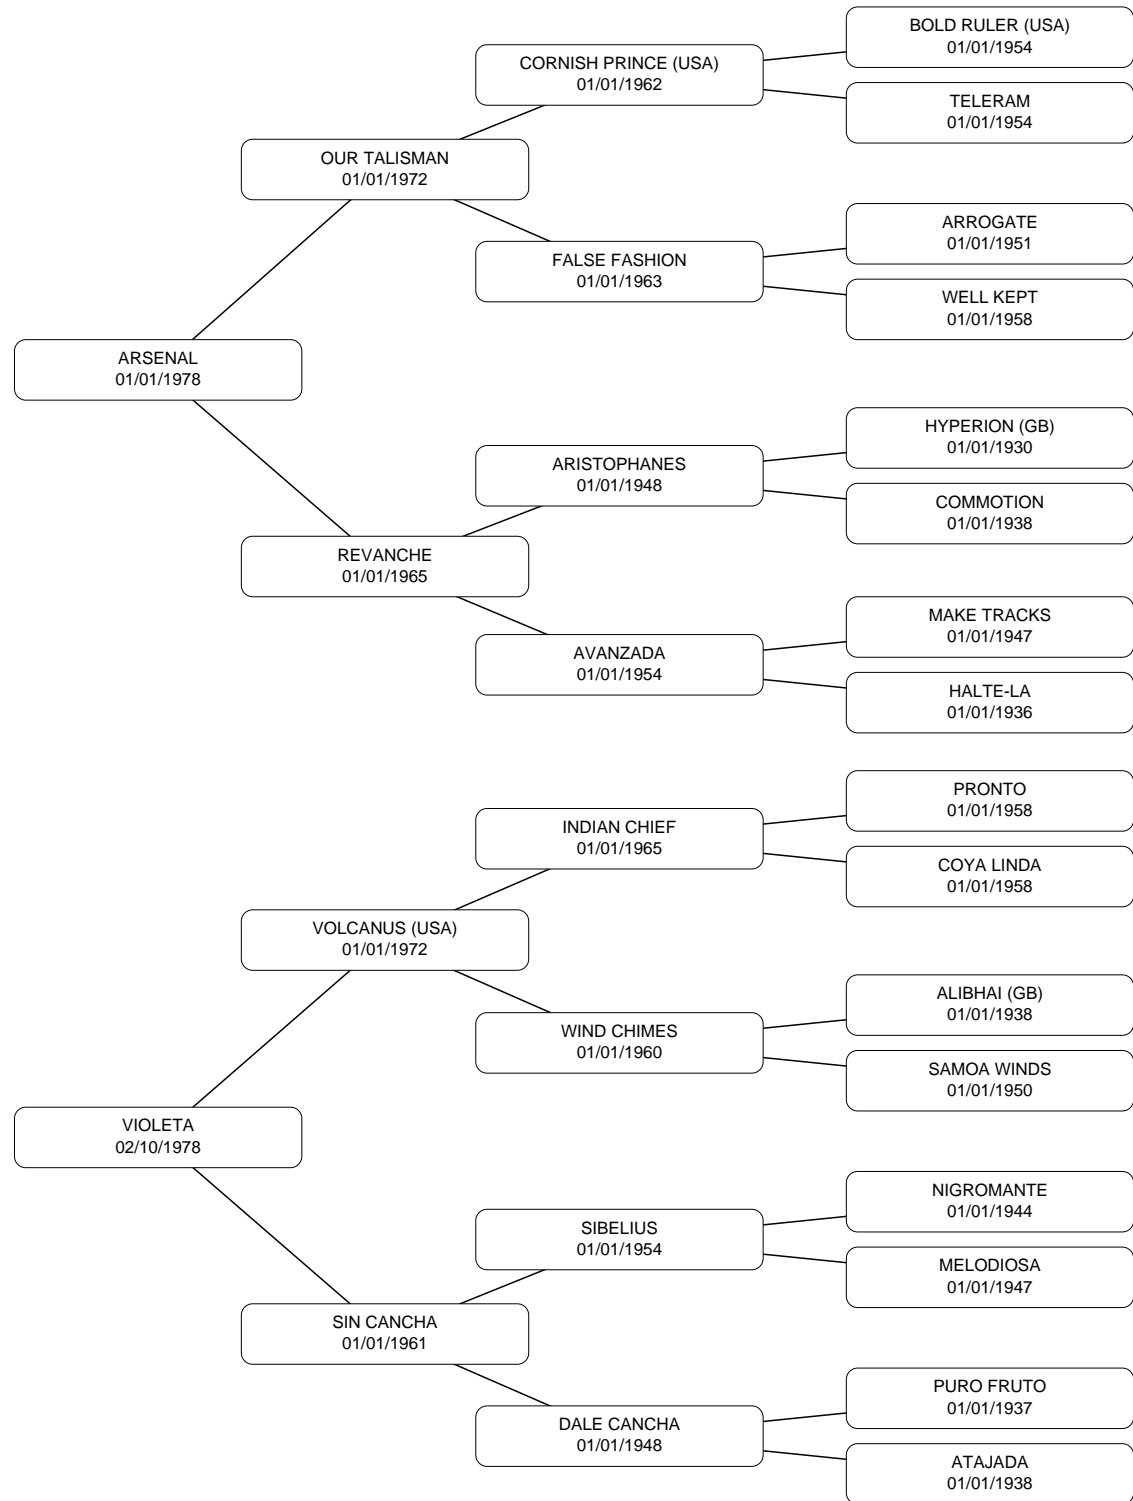 BOLD RULER (USA)
01/01/1954
CORNISH PRINCE (USA)
01/01/1962
TELERAM
01/01/1954
OUR TALISMAN
01/01/1972
ARROGATE
01/01/1951
FALSE FASHION
01/01/1963
WELL KEPT
01/01/1958
ARSENAL
01/01/1978
HYPERION (GB)
01/01/1930
ARISTOPHANES
01/01/1948
COMMOTION
01/01/1938
REVANCHE
01/01/1965
MAKE TRACKS
01/01/1947
AVANZADA
01/01/1954
HALTE-LA
01/01/1936
PRONTO
01/01/1958
INDIAN CHIEF
01/01/1965
COYA LINDA
01/01/1958
VOLCANUS (USA)
01/01/1972
ALIBHAI (GB)
01/01/1938
WIND CHIMES
01/01/1960
SAMOA WINDS
01/01/1950
VIOLETA
02/10/1978
NIGROMANTE
01/01/1944
SIBELIUS
01/01/1954
MELODIOSA
01/01/1947
SIN CANCHA
01/01/1961
PURO FRUTO
01/01/1937
DALE CANCHA
01/01/1948
ATAJADA
01/01/1938